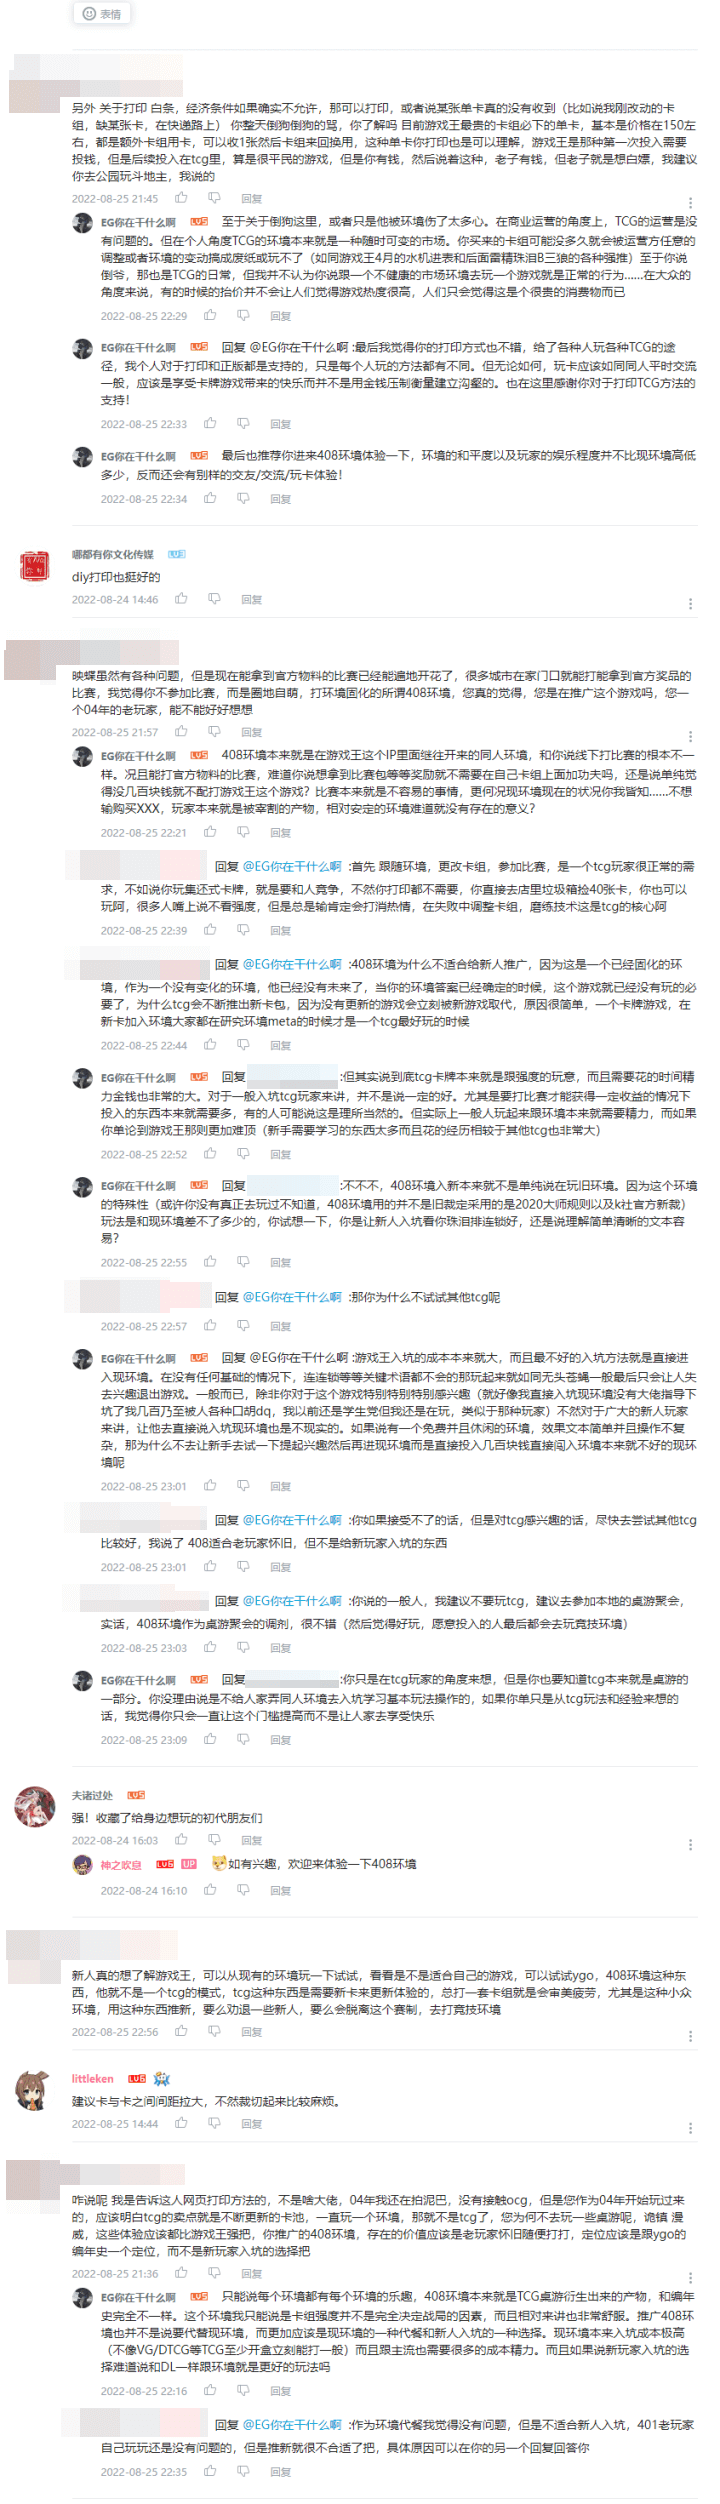 表情
另外 关于打印 白条，经济条件如果确实不允许，那可以打印，或者说某张单卡真的没有收到（比如说我刚改动的卡
组，缺某张卡，在快递路上） 你整天倒狗倒狗的骂，你了解吗 目前游戏王最贵的卡组必下的单卡，基本是价格在150左
右，都是额外卡组用卡，可以收1张然后卡组来回换用，这种单卡你打印也是可以理解，游戏王是那种第一次投入需要
投钱，但是后续投入在tcg里，算是很平民的游戏，但是你有钱，然后说着这种，老子有钱，但老子就是想白嫖，我建议
你去公园玩斗地主，我说的
2022-08-25 21:45 回复
EG你在干什么啊 LV5 至于关于倒狗这里，或者只是他被环境伤了太多心。在商业运营的角度上，TCG的运营是没
有问题的。但在个人角度TCG的环境本来就是一种随时可变的市场。你买来的卡组可能没多久就会被运营方任意的
调整或者环境的变动搞成废纸或玩不了（如同游戏王4月的水机进表和后面雷精珠泪B三狼的各种强推）至于你说
倒爷，那也是TCG的日常，但我并不认为你说跟一个不健康的市场环境去玩一个游戏就是正常的行为……在大众的
角度来说，有的时候的抬价并不会让人们觉得游戏热度很高，人们只会觉得这是个很贵的消费物而已
2022-08-25 22:29 回复
EG你在干什么啊 LV5 回复 @EG你在干什么啊 :最后我觉得你的打印方式也不错，给了各种人玩各种TCG的途
径，我个人对于打印和正版都是支持的，只是每个人玩的方法都有不同。但无论如何，玩卡应该如同同人平时交流
一般，应该是享受卡牌游戏带来的快乐而并不是用金钱压制衡量建立沟壑的。也在这里感谢你对于打印TCG方法的
支持！
2022-08-25 22:33 回复
EG你在干什么啊 LV5 最后也推荐你进来408环境体验一下，环境的和平度以及玩家的娱乐程度并不比现环境高低
多少，反而还会有别样的交友/交流/玩卡体验！
2022-08-25 22:34 回复
哪都有你文化传媒 LV3
diy打印也挺好的
2022-08-24 14:46 回复
映蝶虽然有各种问题，但是现在能拿到官方物料的比赛已经能遍地开花了，很多城市在家门口就能打能拿到官方奖品的
比赛，我觉得你不参加比赛，而是圈地自萌，打环境固化的所谓408环境，您真的觉得，您是在推广这个游戏吗，您一
个04年的老玩家，能不能好好想想
2022-08-25 21:57 回复
EG你在干什么啊 LV5 408环境本来就是在游戏王这个IP里面继往开来的同人环境，和你说线下打比赛的根本不一
样。况且能打官方物料的比赛，难道你说想拿到比赛包等等奖励就不需要在自己卡组上面加功夫吗，还是说单纯觉
得没几百块钱就不配打游戏王这个游戏？比赛本来就是不容易的事情，更何况现环境现在的状况你我皆知……不想
输购买XXX，玩家本来就是被宰割的产物，相对安定的环境难道就没有存在的意义？
2022-08-25 22:21 回复
回复 @EG你在干什么啊 :首先 跟随环境，更改卡组，参加比赛，是一个tcg玩家很正常的需
求，不如说你玩集还式卡牌，就是要和人竞争，不然你打印都不需要，你直接去店里垃圾箱捡40张卡，你也可以
玩阿，很多人嘴上说不看强度，但是总是输肯定会打消热情，在失败中调整卡组，磨练技术这是tcg的核心阿
2022-08-25 22:39 回复
回复 @EG你在干什么啊 :408环境为什么不适合给新人推广，因为这是一个已经固化的环
境，作为一个没有变化的环境，他已经没有未来了，当你的环境答案已经确定的时候，这个游戏就已经没有玩的必
要了，为什么tcg会不断推出新卡包，因为没有更新的游戏会立刻被新游戏取代，原因很简单，一个卡牌游戏，在
新卡加入环境大家都在研究环境meta的时候才是一个tcg最好玩的时候
2022-08-25 22:44 回复
EG你在干什么啊 LV5 回复 :但其实说到底tcg卡牌本来就是跟强度的玩意，而且需要花的时间精
力金钱也非常的大。对于一般入坑tcg玩家来讲，并不是说一定的好。尤其是要打比赛才能获得一定收益的情况下
投入的东西本来就需要多，有的人可能说这是理所当然的。但实际上一般人玩起来跟环境本来就需要精力，而如果
你单论到游戏王那则更加难顶（新手需要学习的东西太多而且花的经历相较于其他tcg也非常大）
2022-08-25 22:52 回复
EG你在干什么啊 LV5 回复 :不不不，408环境入新本来就不是单纯说在玩旧环境。因为这个环境
的特殊性（或许你没有真正去玩过不知道，408环境用的并不是旧裁定采用的是2020大师规则以及k社官方新裁）
玩法是和现环境差不了多少的，你试想一下，你是让新人入坑看你珠泪排连锁好，还是说理解简单清晰的文本容
易？
2022-08-25 22:55 回复
回复 @EG你在干什么啊 :那你为什么不试试其他tcg呢
2022-08-25 22:57 回复
EG你在干什么啊 LV5 回复 @EG你在干什么啊 :游戏王入坑的成本本来就大，而且最不好的入坑方法就是直接进
入现环境。在没有任何基础的情况下，连连锁等等关键术语都不会的那玩起来就如同无头苍蝇一般最后只会让人失
去兴趣退出游戏。一般而已，除非你对于这个游戏特别特别特别感兴趣（就好像我直接入坑现环境没有大佬指导下
坑了我几百乃至被人各种口胡dq，我以前还是学生党但我还是在玩，类似于那种玩家）不然对于广大的新人玩家
来讲，让他去直接说入坑现环境也是不现实的。如果说有一个免费并且休闲的环境，效果文本简单并且操作不复
杂，那为什么不去让新手去试一下提起兴趣然后再进现环境而是直接投入几百块钱直接闯入环境本来就不好的现环
境呢
2022-08-25 23:01 回复
回复 @EG你在干什么啊 :你如果接受不了的话，但是对tcg感兴趣的话，尽快去尝试其他tcg
比较好，我说了 408适合老玩家怀旧，但不是给新玩家入坑的东西
2022-08-25 23:01 回复
回复 @EG你在干什么啊 :你说的一般人，我建议不要玩tcg，建议去参加本地的桌游聚会，
实话，408环境作为桌游聚会的调剂，很不错（然后觉得好玩，愿意投入的人最后都会去玩竞技环境）
2022-08-25 23:03 回复
EG你在干什么啊 LV5 回复 :你只是在tcg玩家的角度来想，但是你也要知道tcg本来就是桌游的
一部分。你没理由说是不给人家弄同人环境去入坑学习基本玩法操作的，如果你单只是从tcg玩法和经验来想的
话，我觉得你只会一直让这个门槛提高而不是让人家去享受快乐
2022-08-25 23:09 回复
夫诸过处 LV5
强！收藏了给身边想玩的初代朋友们
2022-08-24 16:03 回复
神之吹息 LV6 UP 如有兴趣，欢迎来体验一下408环境
2022-08-24 16:10 回复
新人真的想了解游戏王，可以从现有的环境玩一下试试，看看是不是适合自己的游戏，可以试试ygo，408环境这种东
西，他就不是一个tcg的模式，tcg这种东西是需要新卡来更新体验的，总打一套卡组就是会审美疲劳，尤其是这种小众
环境，用这种东西推新，要么劝退一些新人，要么会脱离这个赛制，去打竞技环境
2022-08-25 22:56 回复
littleken LV6
建议卡与卡之间间距拉大，不然裁切起来比较麻烦。
2022-08-25 14:44 回复
咋说呢 我是告诉这人网页打印方法的，不是啥大佬，04年我还在拍泥巴，没有接触ocg，但是您作为04年开始玩过来
的，应该明白tcg的卖点就是不断更新的卡池，一直玩一个环境，那就不是tcg了，您为何不去玩一些桌游呢，诡镇 漫
威，这些体验应该都比游戏王强把，你推广的408环境，存在的价值应该是老玩家怀旧随便打打，定位应该是跟ygo的
编年史一个定位，而不是新玩家入坑的选择把
2022-08-25 21:36 回复
EG你在干什么啊 LV5 只能说每个环境都有每个环境的乐趣，408环境本来就是TCG桌游衍生出来的产物，和编年
史完全不一样。这个环境我只能说是卡组强度并不是完全决定战局的因素，而且相对来讲也非常舒服。推广408环
境也并不是说要代替现环境，而更加应该是现环境的一种代餐和新人入坑的一种选择。现环境本来入坑成本极高
（不像VG/DTCG等TCG至少开盒立刻能打一般）而且跟主流也需要很多的成本精力。而且如果说新玩家入坑的选
择难道说和DL一样跟环境就是更好的玩法吗
2022-08-25 22:16 回复
回复 @EG你在干什么啊 :作为环境代餐我觉得没有问题，但是不适合新人入坑，401老玩家
自己玩玩还是没有问题的，但是推新就很不合适了把，具体原因可以在你的另一个回复回答你
2022-08-25 22:35 回复